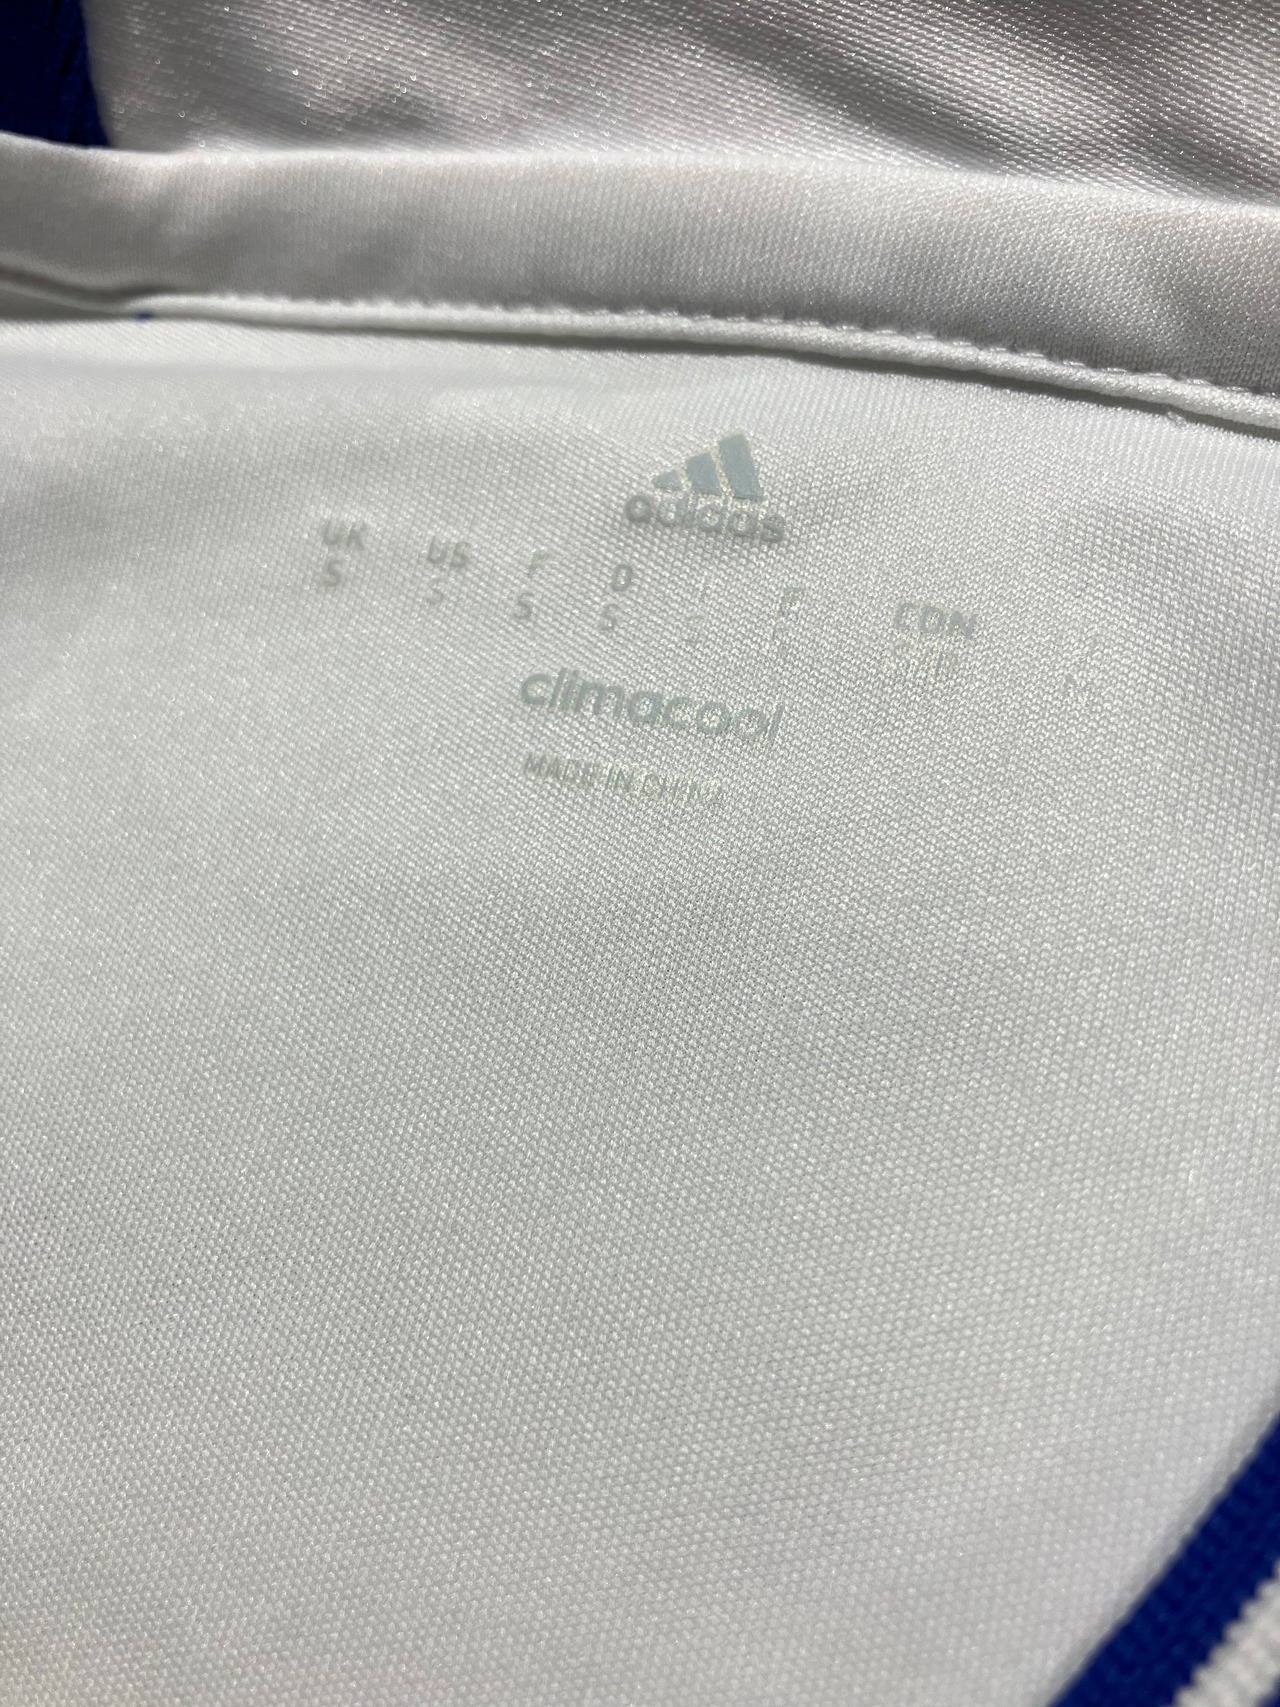 adidas
UK US F D CDN
S S S S
climacool
MADE IN CHINA